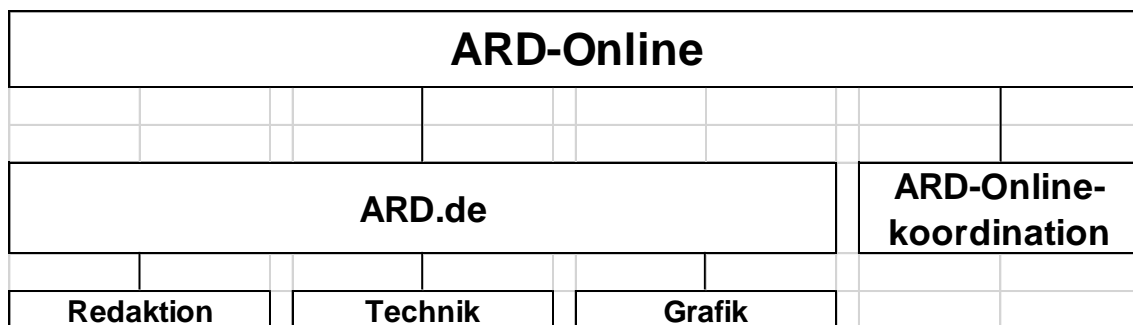 ARD-Online
ARD.de
ARD-Online-
koordination
Redaktion
Technik
Grafik